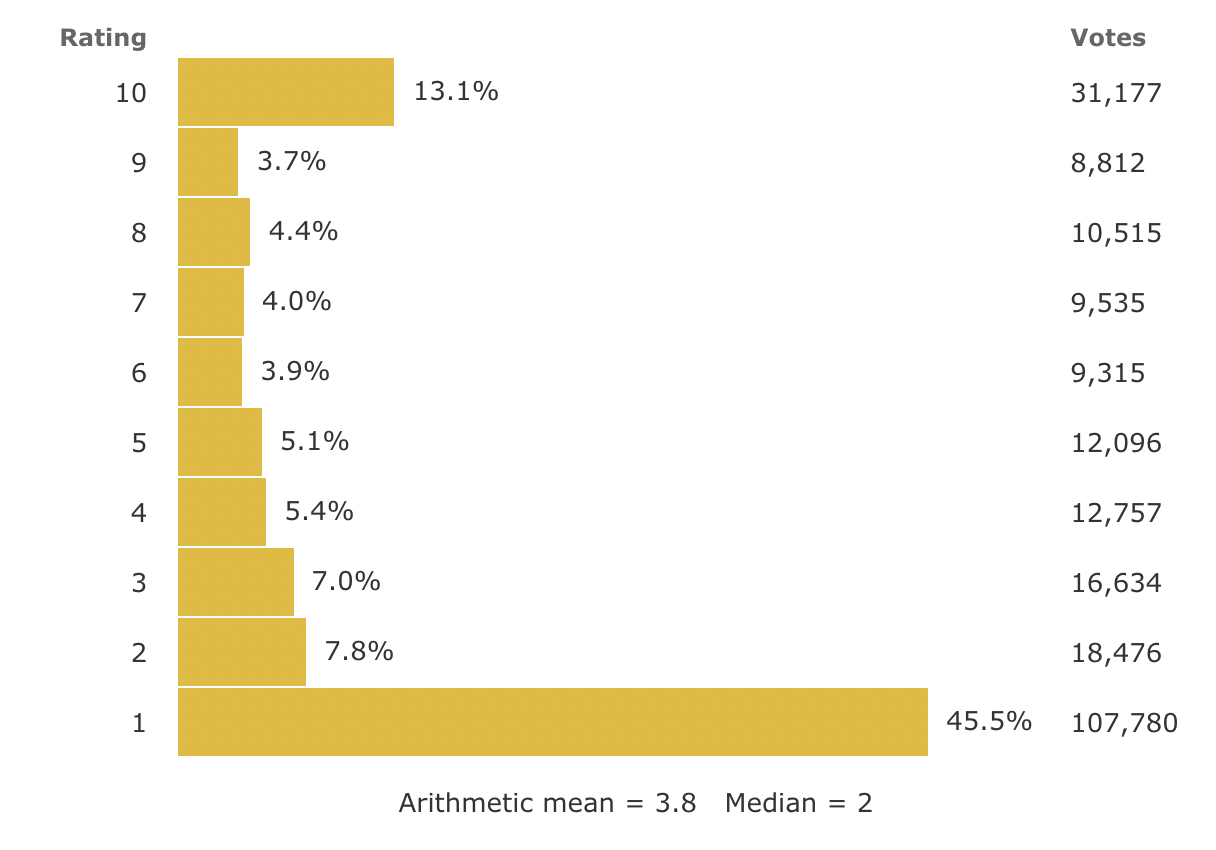 Rating Votes
10 13.1% 31,177
9 3.7% 8,812
8 4.4% 10,515
7 4.0% 9,535
6 3.9% 9,315
5 5.1% 12,096
4 5.4% 12,757
3 7.0% 16,634
2 7.8% 18,476
1 45.5% 107,780
Arithmetic mean = 3.8 Median = 2